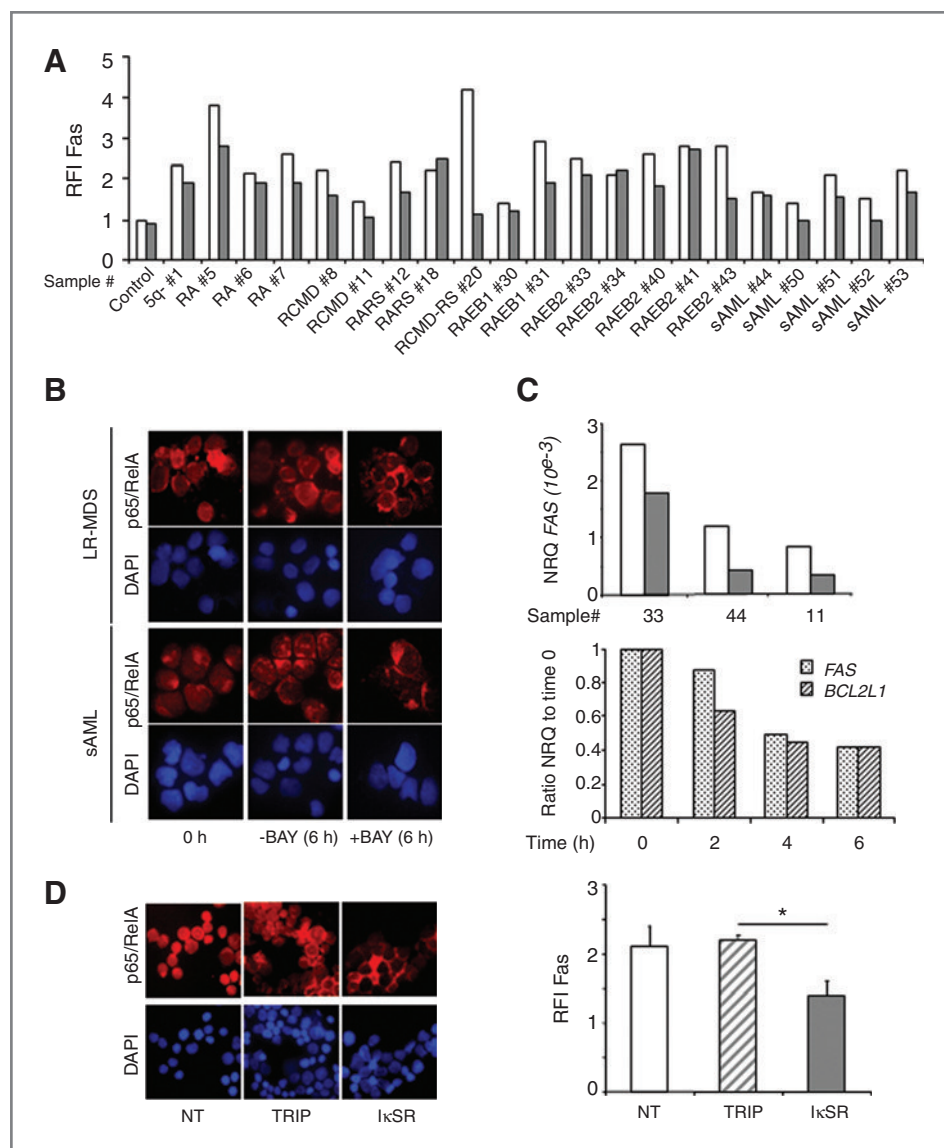 A
5
4
3
2
1
0
RFI Fas
Sample #
Control
5q- #1
RA #5
RA #6
RA #7
RCMD #8
RCMD #11
RARS #12
RARS #18
RCMD-RS #20
RAEB1 #30
RAEB1 #31
RAEB2 #33
RAEB2 #34
RAEB2 #40
RAEB2 #41
RAEB2 #43
sAML #44
sAML #50
sAML #51
sAML #52
sAML #53
B
LR-MDS
p65/RelA
DAPI
sAML
p65/RelA
DAPI
0 h
-BAY (6 h)
+BAY (6 h)
C
NRQ FAS (10e-3)
3
2
1
0
Sample#
33
44
11
Ratio NRQ to time 0
1
0.8
0.6
0.4
0.2
0
FAS
BCL2L1
Time (h)
0
2
4
6
D
p65/RelA
DAPI
NT
TRIP
IκSR
RFI Fas
3
2
1
0
*
NT
TRIP
IκSR